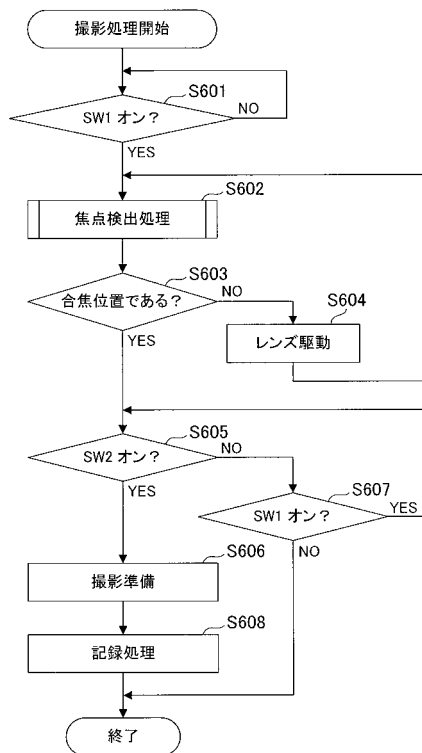 撮影処理開始
S601
SW1 オン?
NO
YES
S602
焦点検出処理
S603
合焦位置である?
NO
YES
S604
レンズ駆動
S605
SW2 オン?
NO
YES
S607
SW1 オン?
YES
NO
S606
撮影準備
S608
記録処理
終了